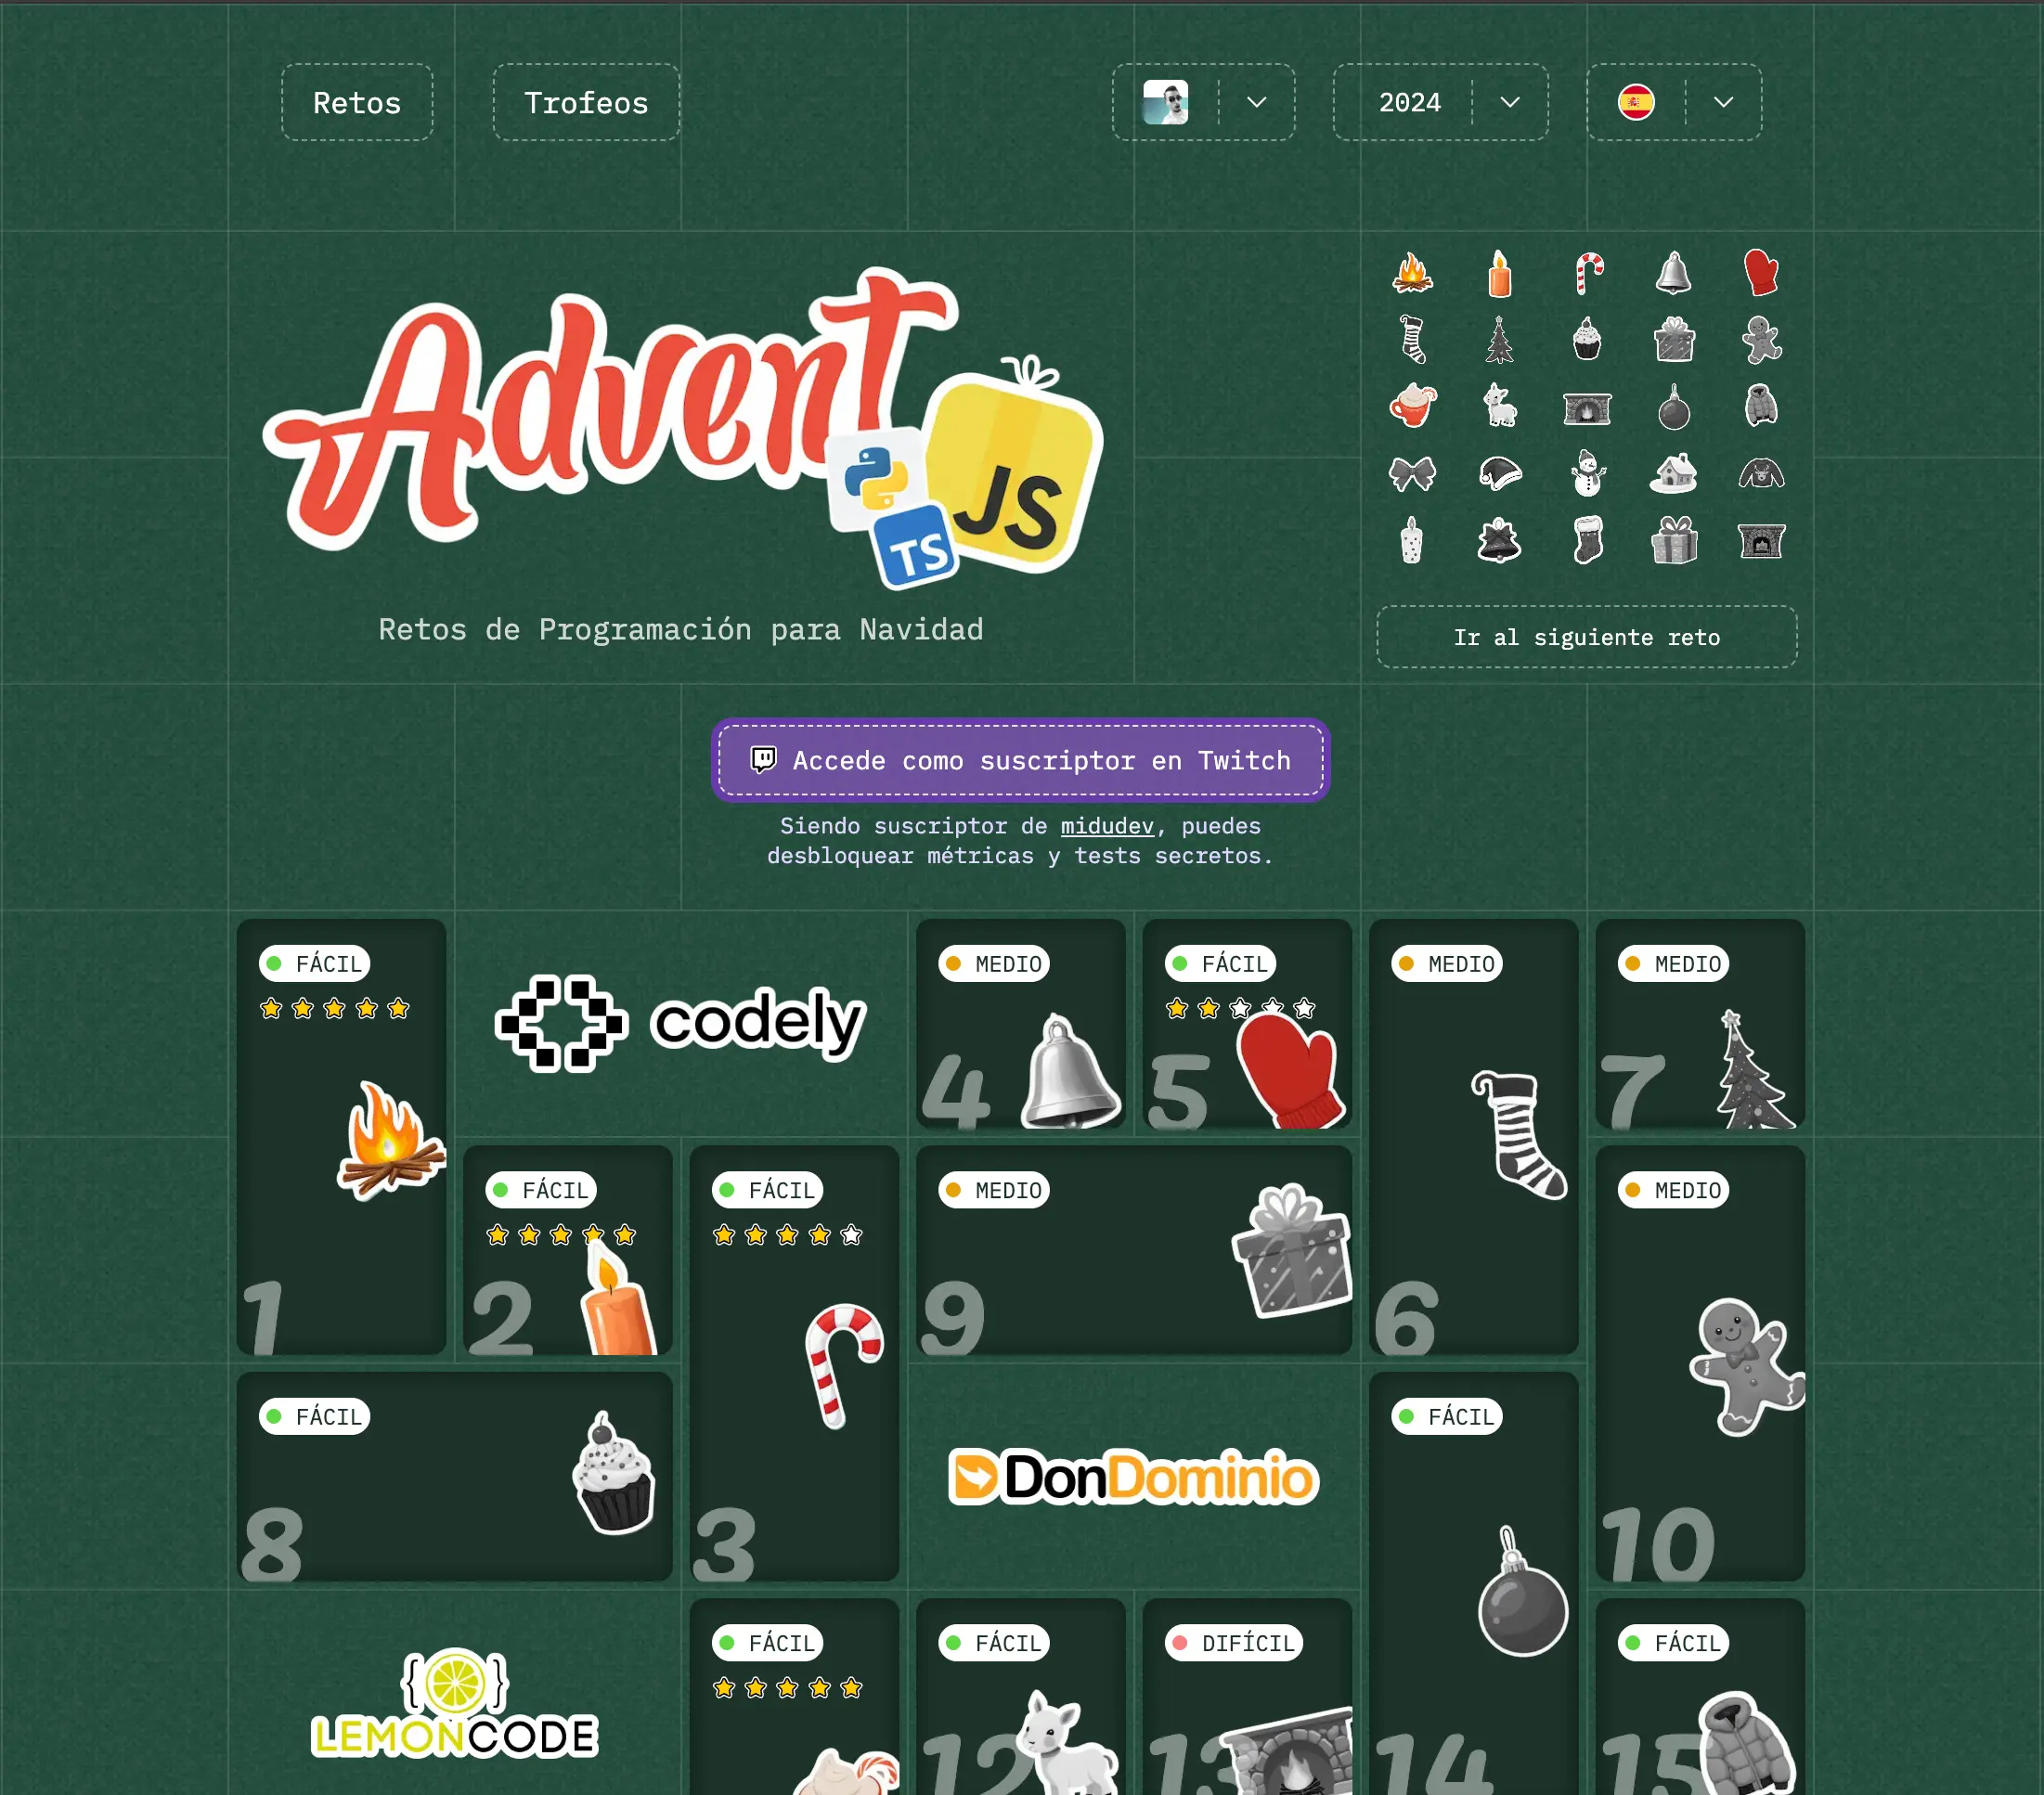 Retos
Trofeos
2024
Advent
JS
TS
Retos de Programación para Navidad
Ir al siguiente reto
Accede como suscriptor en Twitch
Siendo suscriptor de midudev, puedes
desbloquear métricas y tests secretos.
FÁCIL
1
codely
MEDIO
4
FÁCIL
5
MEDIO
6
MEDIO
7
FÁCIL
2
FÁCIL
3
MEDIO
9
MEDIO
10
FÁCIL
8
DonDominio
FÁCIL
14
{ }
LEMONCODE
FÁCIL
FÁCIL
12
DIFÍCIL
13
FÁCIL
15